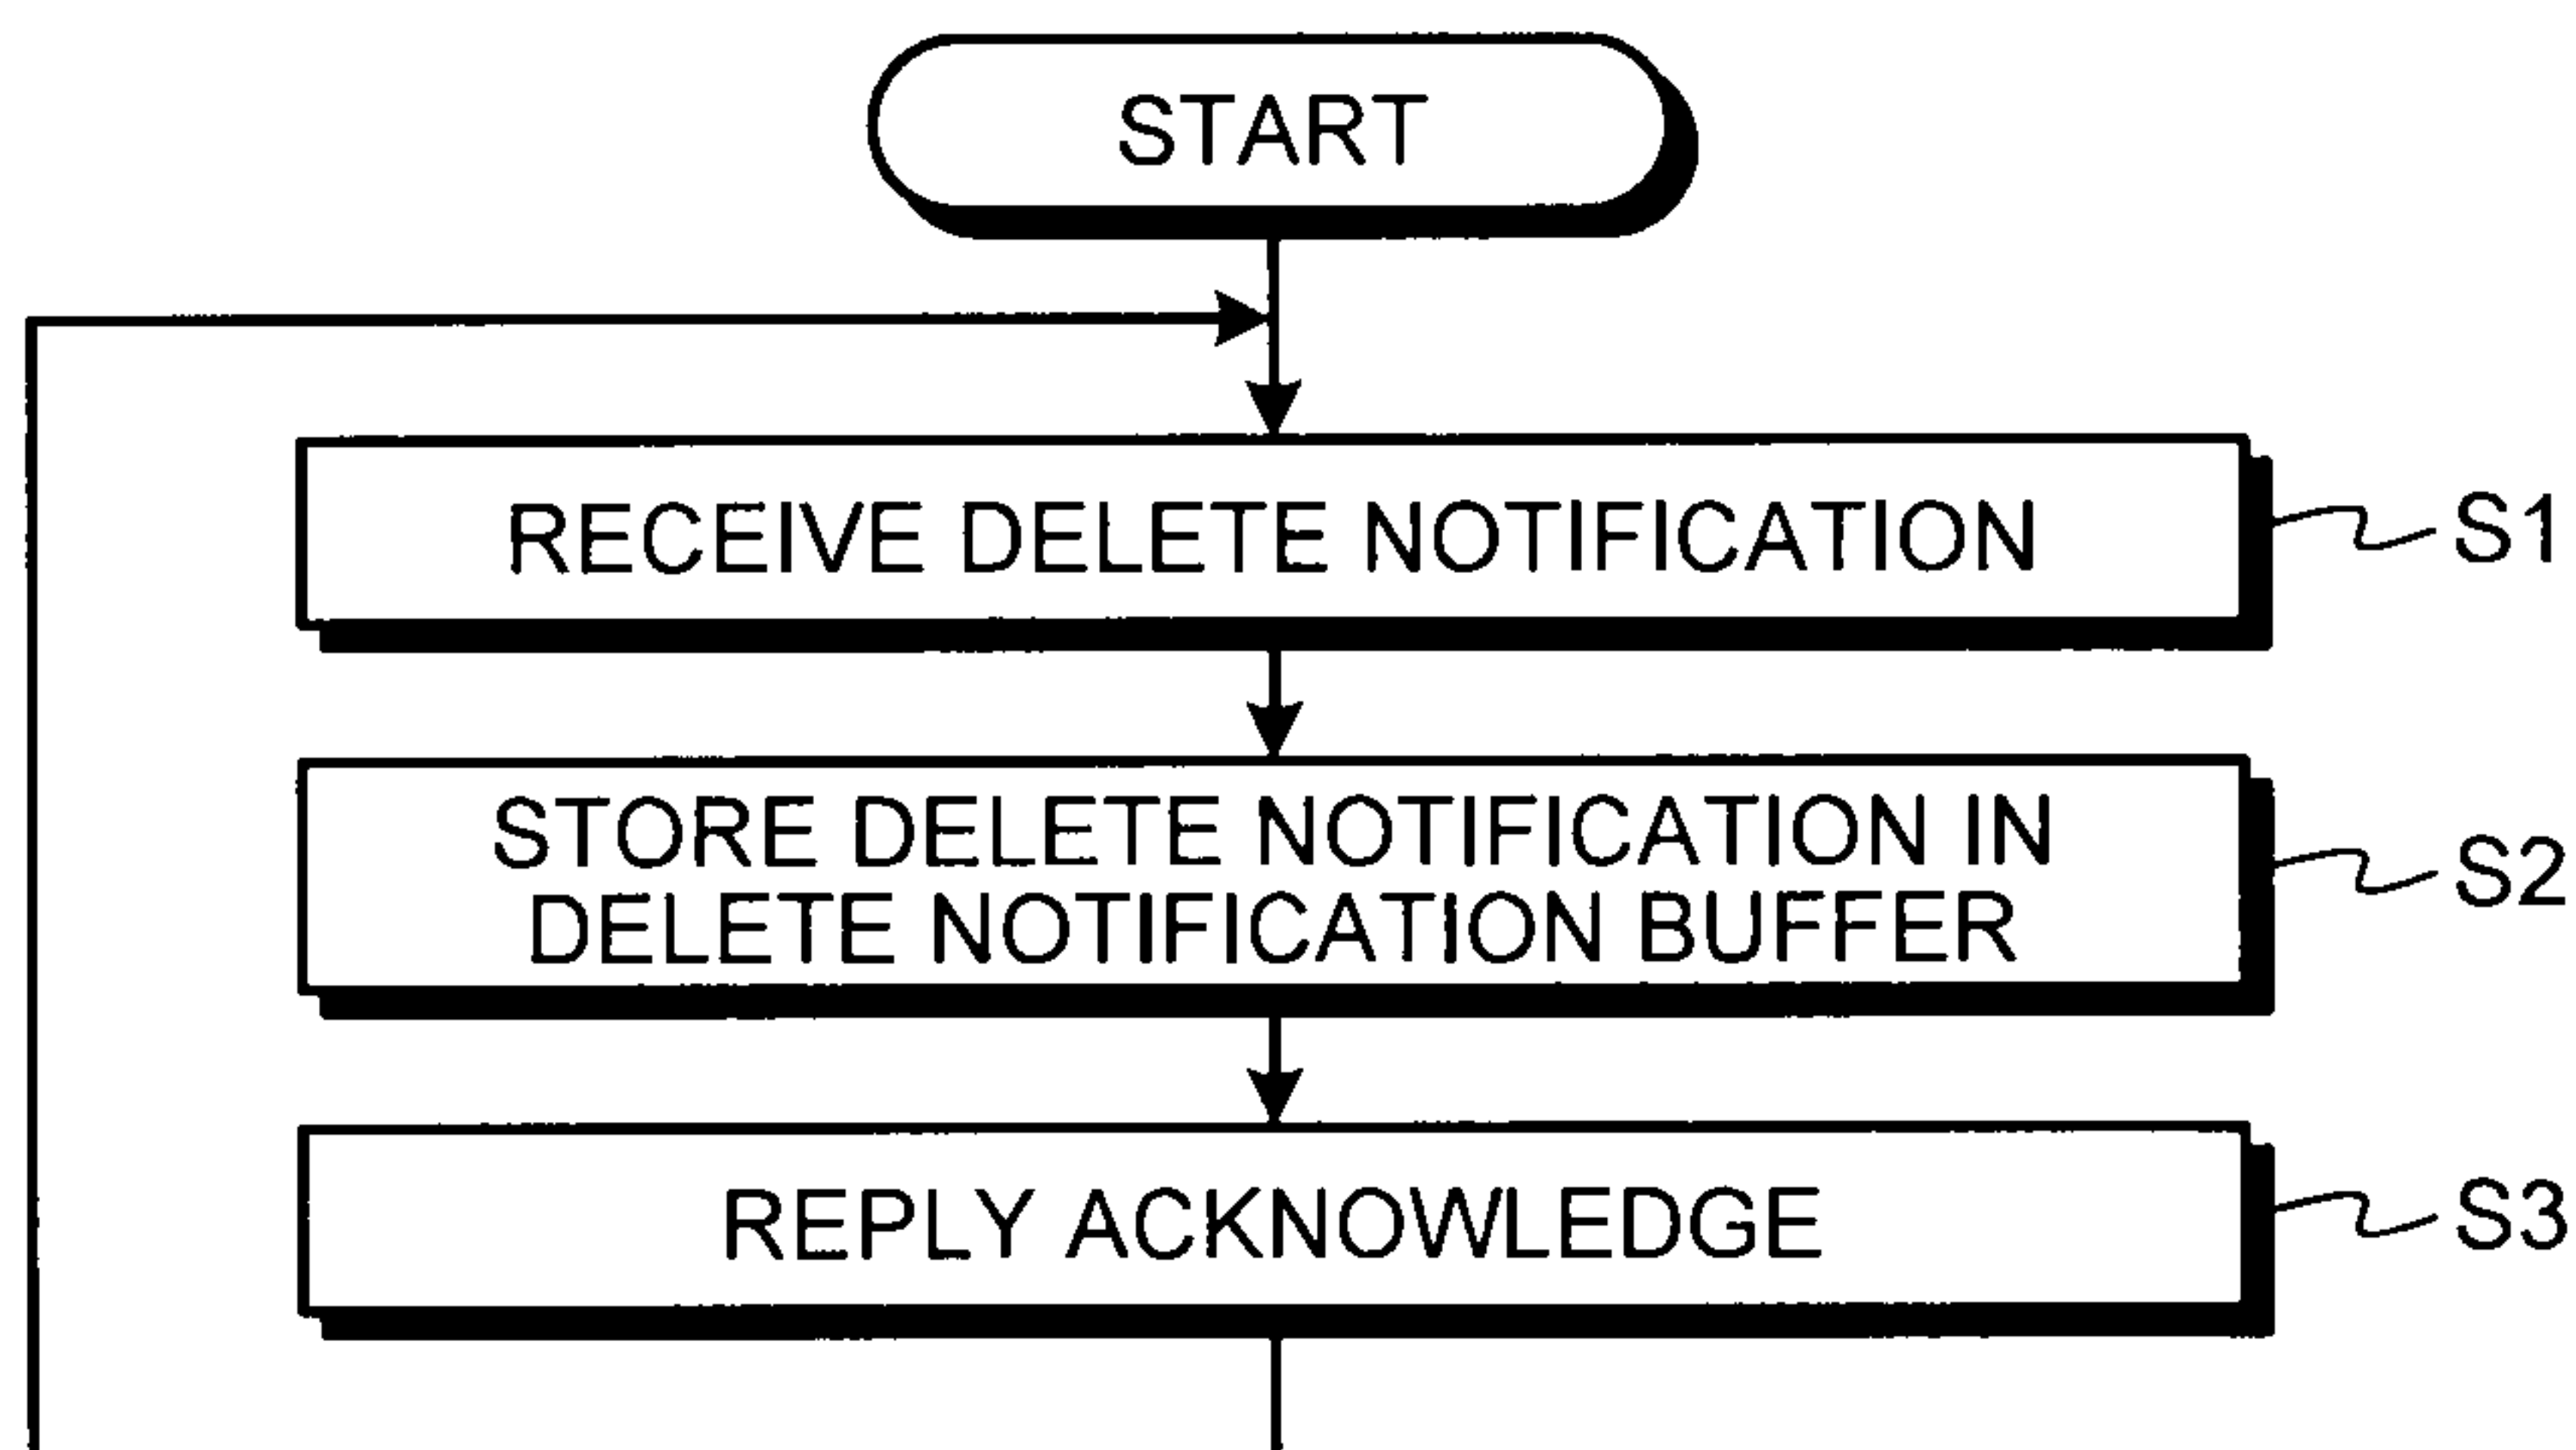 START
RECEIVE DELETE NOTIFICATION
S1
STORE DELETE NOTIFICATION IN
DELETE NOTIFICATION BUFFER
S2
REPLY ACKNOWLEDGE
S3